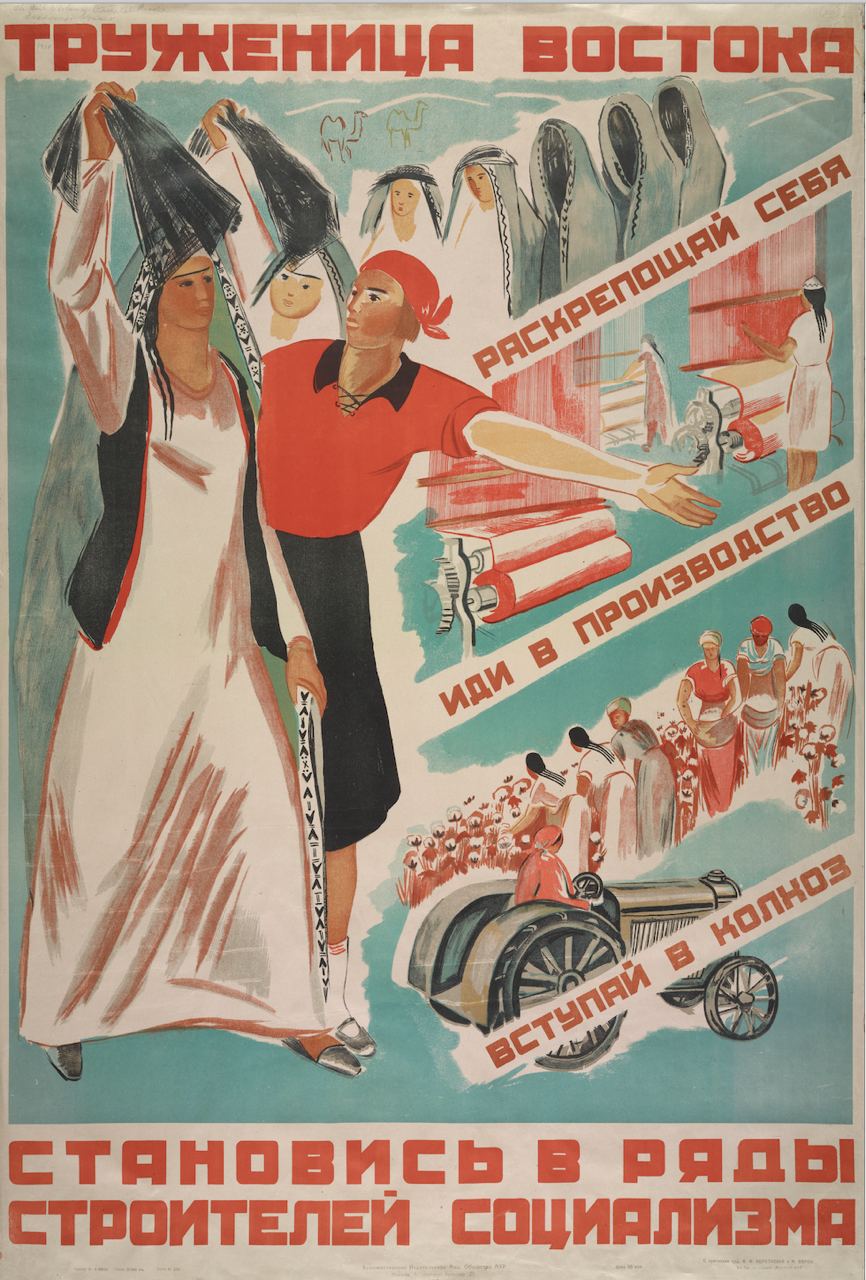 ТРУЖЕНИЦА ВОСТОКА
РАСКРЕПОЩАЙ СЕБЯ
ИДИ В ПРОИЗВОДСТВО
ВСТУПАЙ В КОЛХОЗ
СТАНОВИСЬ В РЯДЫ
СТРОИТЕЛЕЙ СОЦИАЛИЗМА